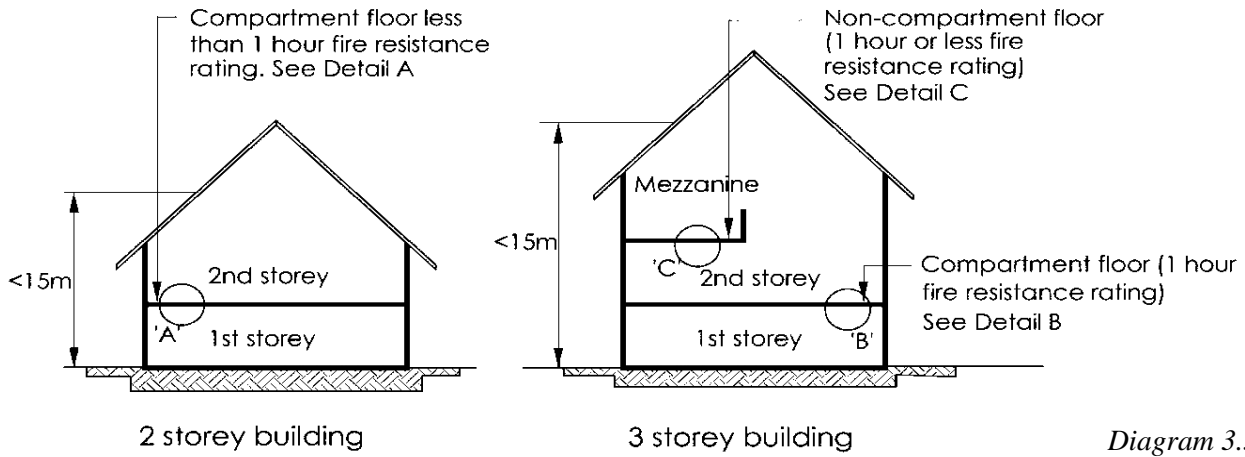 Compartment floor less
than 1 hour fire resistance
rating. See Detail A
<15m
2nd storey
'A'
1st storey
2 storey building
Non-compartment floor
(1 hour or less fire
resistance rating)
See Detail C
Mezzanine
<15m
'C'
2nd storey
Compartment floor (1 hour
fire resistance rating)
See Detail B
1st storey
'B'
3 storey building
Diagram 3..